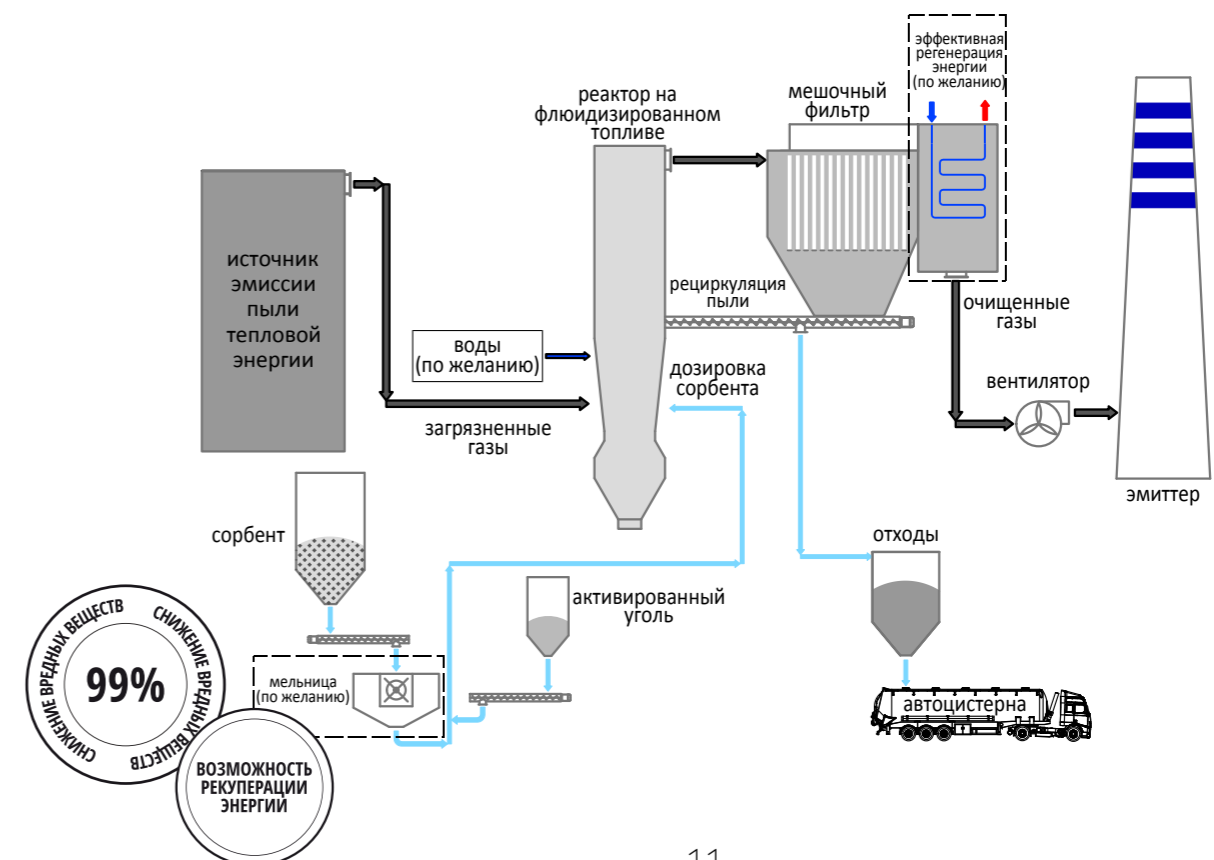 эффективная
регенерация
энергии
(по желанию)
реактор на
флюидизированном
топливе
мешочный
фильтр
источник
эмиссии
пыли
тепловой
энергии
рециркуляция
пыли
очищенные
газы
воды
(по желанию)
дозировка
сорбента
вентилятор
загрязненные
газы
эмиттер
сорбент
отходы
активированный
уголь
СНИЖЕНИЕ ВРЕДНЫХ ВЕЩЕСТВ
СНИЖЕНИЕ ВРЕДНЫХ ВЕЩЕСТВ
99%
мельница
(по желанию)
автоцистерна
ВОЗМОЖНОСТЬ
РЕКУПЕРАЦИИ
ЭНЕРГИИ
11